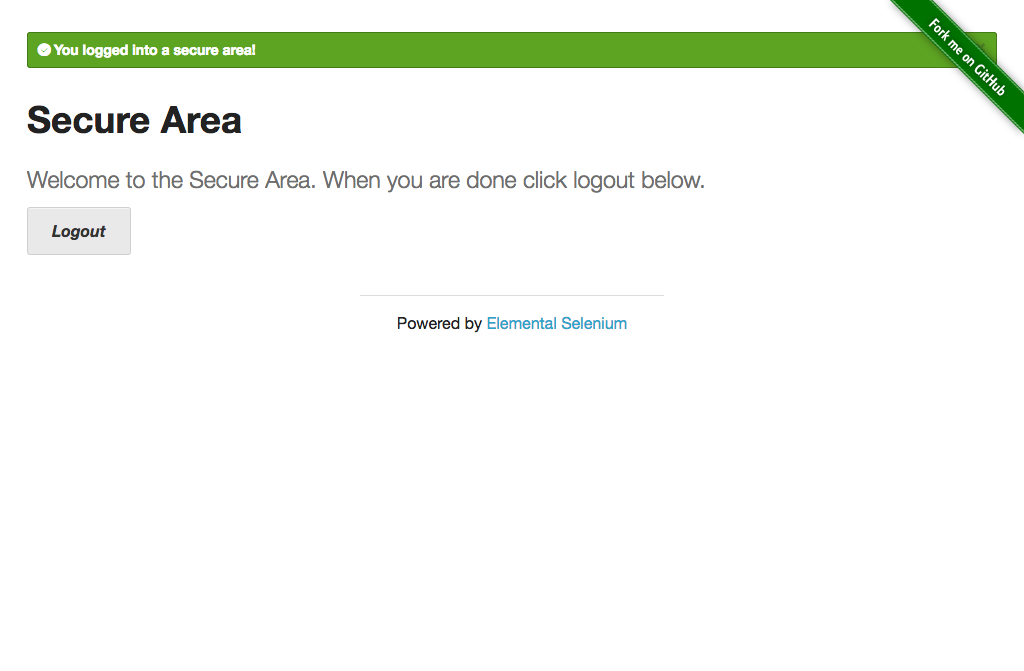 You logged into a secure area!
Fork me on GitHub
Secure Area
Welcome to the Secure Area. When you are done click logout below.
Logout
Powered by Elemental Selenium